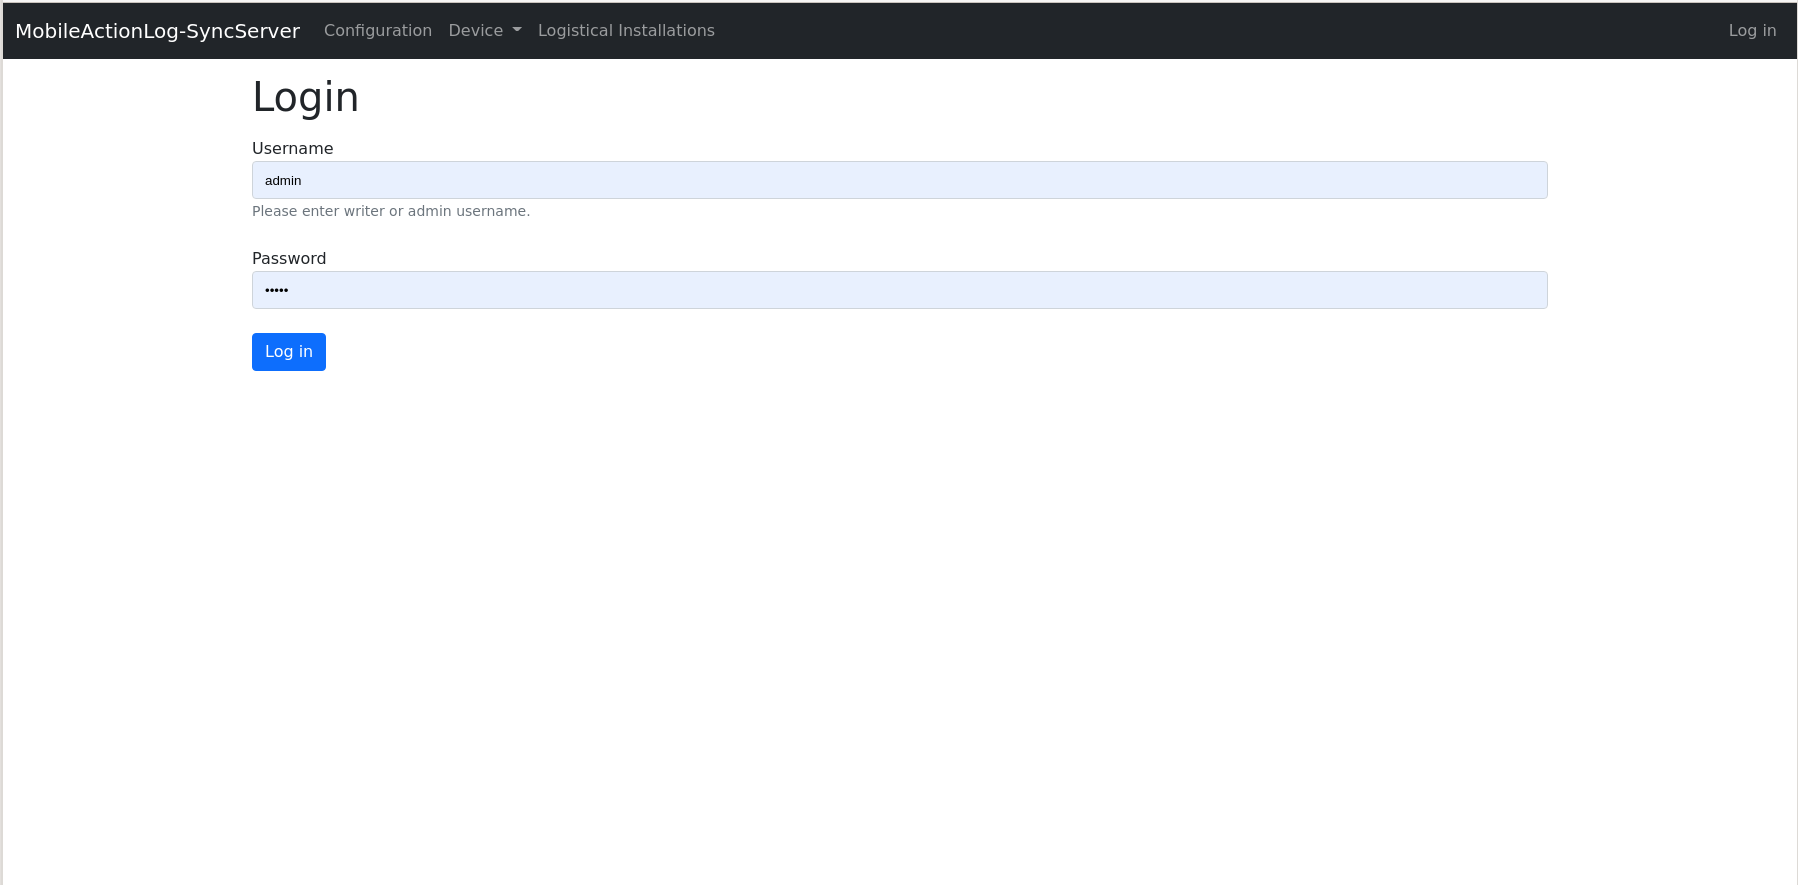 MobileActionLog-SyncServer Configuration Device Logistical Installations Log in
Login
Username
admin
Please enter writer or admin username.
Password
•••••
Log in